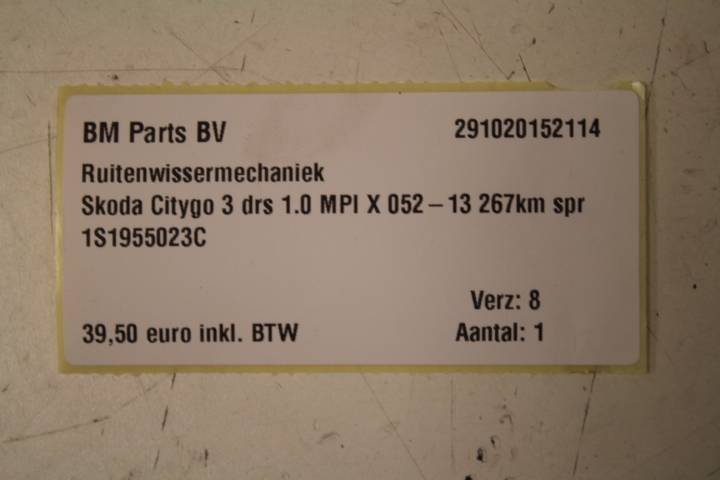 BM Parts BV 291020152114
Ruitenwissermechaniek
Skoda Citygo 3 drs 1.0 MPI X 052 – 13 267km spr
1S1955023C
Verz: 8
39,50 euro inkl. BTW Aantal: 1